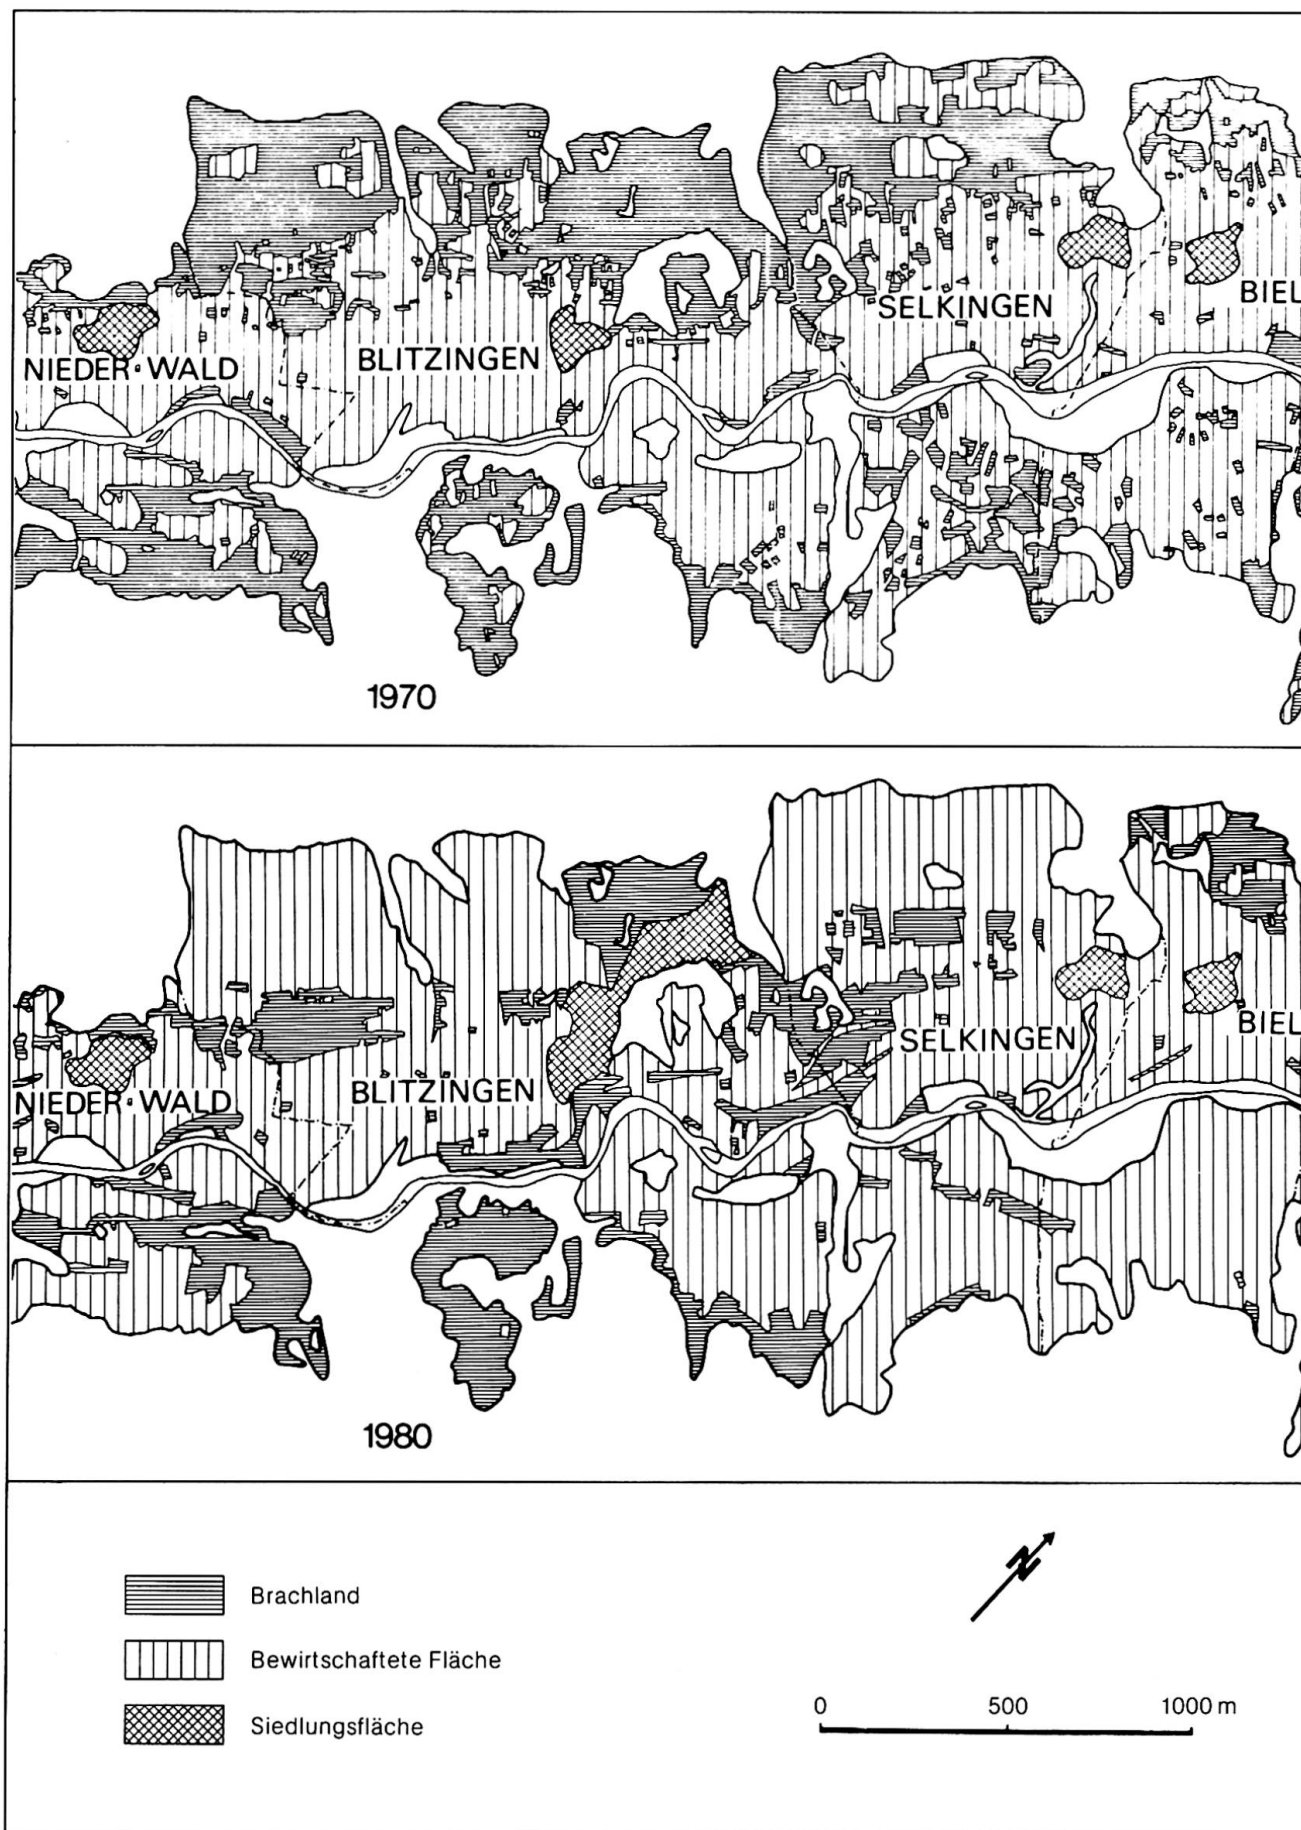 SELKINGEN
BIEL
NIEDER-WALD
BLITZINGEN
1970
SELKINGEN
BIEL
NIEDER-WALD
BLITZINGEN
1980
N
Brachland
Bewirtschaftete Fläche
Siedlungsfläche
0 500 1000 m